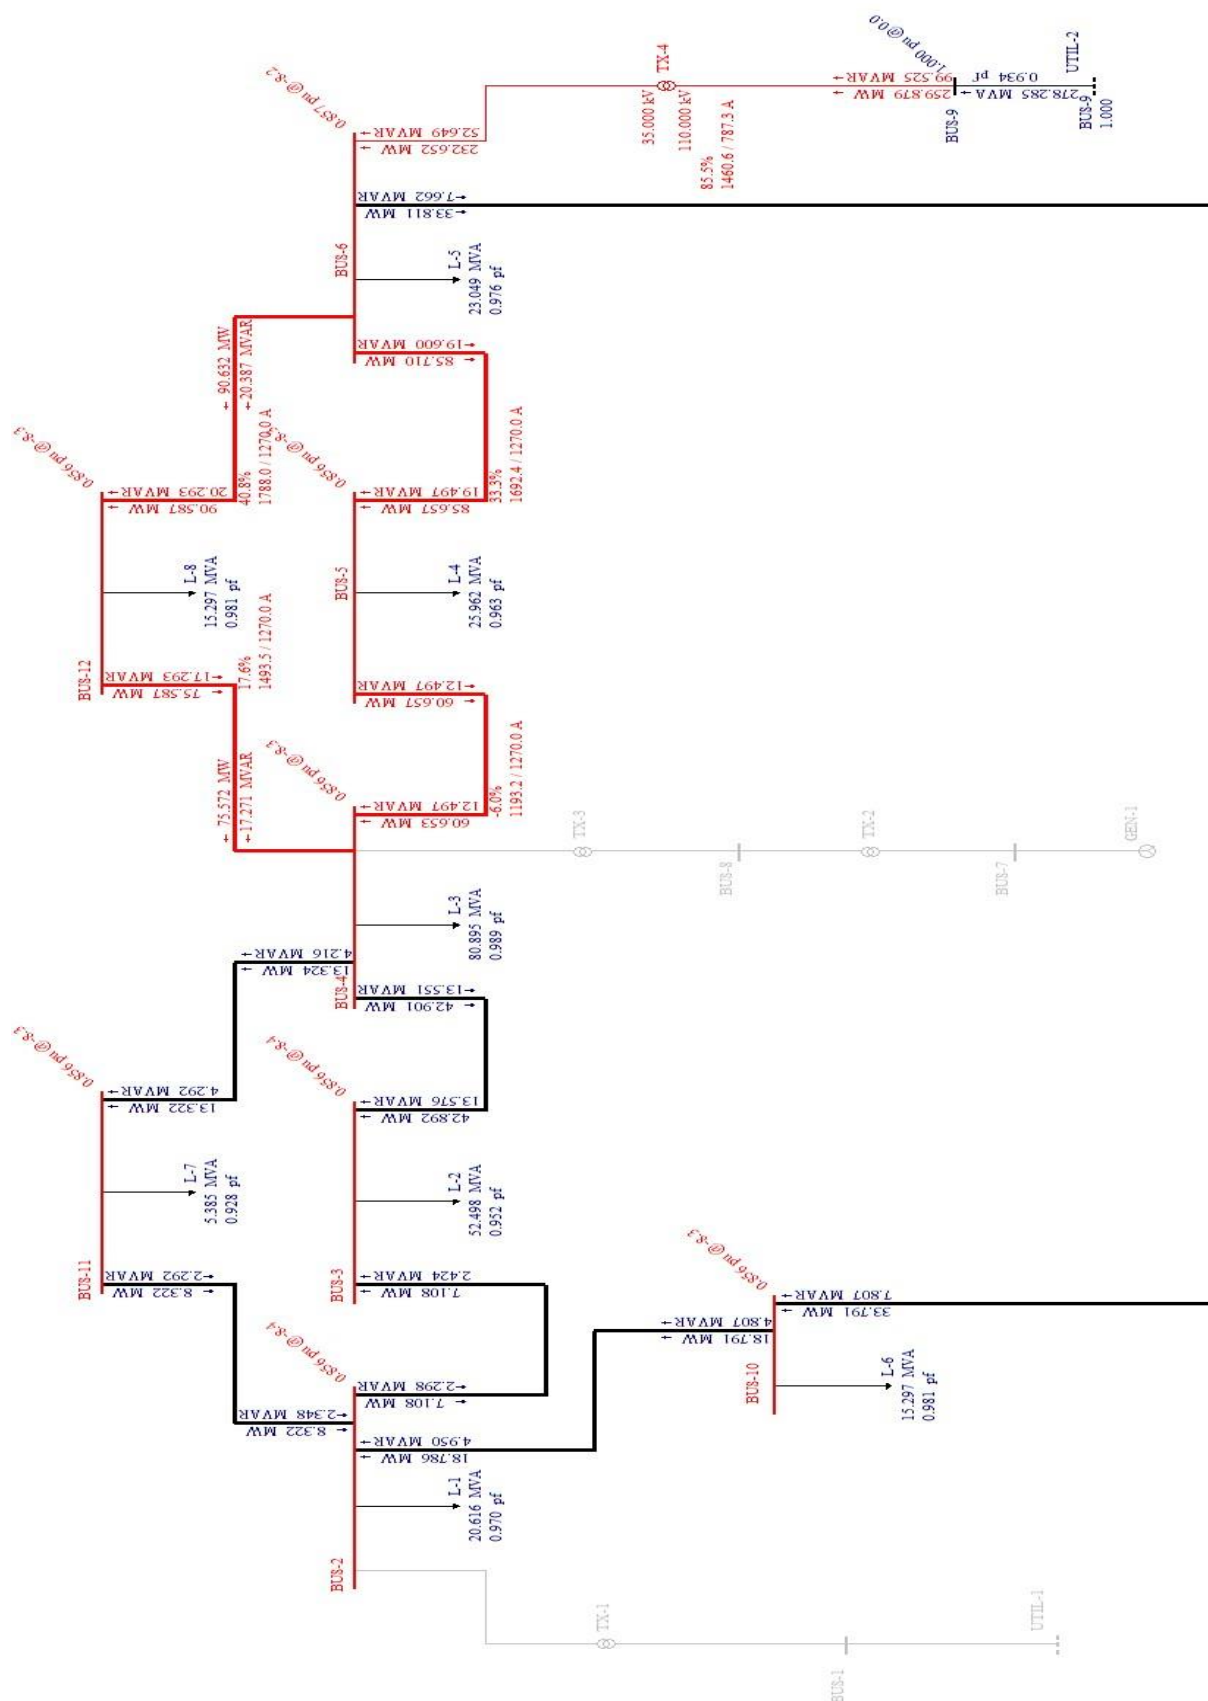 1.000 pu @ 0.0
UTIL-2
0.934 pf
278.285 MVA
BUS-9
1.000
BUS-9
99.525 MVAR
259.879 MW
TX-4
35.000 kV
110.000 kV
85.5%
1460.6 / 787.3 A
0.857 pu @ -8.2
52.649 MVAR
232.652 MW
7.662 MVAR
33.811 MW
BUS-6
L-5
23.049 MVA
0.976 pf
90.632 MW
20.387 MVAR
19.600 MVAR
85.710 MW
0.856 pu @ -8.3
20.293 MVAR
90.587 MW
40.8%
1788.0 / 1270.0 A
0.856 pu @ -8.3
19.497 MVAR
85.657 MW
33.3%
1692.4 / 1270.0 A
L-8
15.297 MVA
0.981 pf
BUS-5
L-4
25.962 MVA
0.963 pf
BUS-12
17.293 MVAR
75.587 MW
17.6%
1493.5 / 1270.0 A
12.497 MVAR
60.657 MW
75.572 MW
17.271 MVAR
0.856 pu @ -8.3
12.497 MVAR
60.653 MW
-6.0%
1193.2 / 1270.0 A
TX-3
BUS-8
TX-2
BUS-7
GEN-1
L-3
80.895 MVA
0.989 pf
4.216 MVAR
13.324 MW
BUS-4
13.551 MVAR
42.901 MW
0.856 pu @ -8.3
4.292 MVAR
13.322 MW
0.856 pu @ -8.4
13.576 MVAR
42.892 MW
L-7
5.385 MVA
0.928 pf
L-2
52.498 MVA
0.952 pf
BUS-11
2.292 MVAR
8.322 MW
BUS-3
2.424 MVAR
7.108 MW
0.856 pu @ -8.3
7.807 MVAR
33.791 MW
4.807 MVAR
18.791 MW
BUS-10
L-6
15.297 MVA
0.981 pf
0.856 pu @ -8.4
2.298 MVAR
7.108 MW
2.348 MVAR
8.322 MW
4.950 MVAR
18.786 MW
L-1
20.616 MVA
0.970 pf
BUS-2
TX-1
BUS-1
UTIL-1